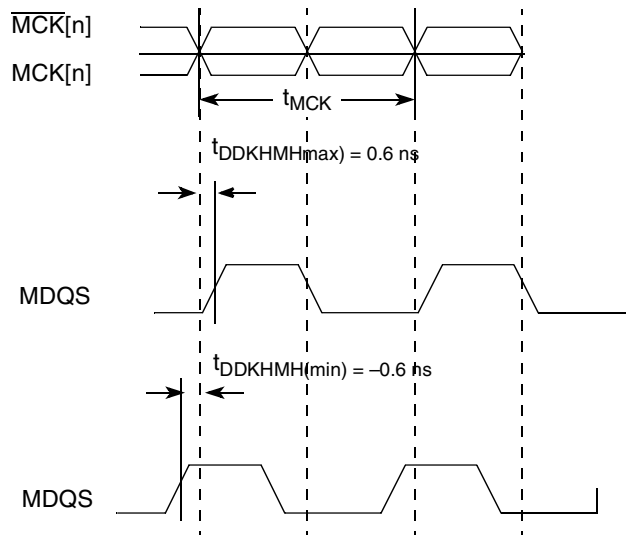 MCK[n]
MCK[n]
tMCK
tDDKHMHmax) = 0.6 ns
MDQS
tDDKHMH(min) = –0.6 ns
MDQS